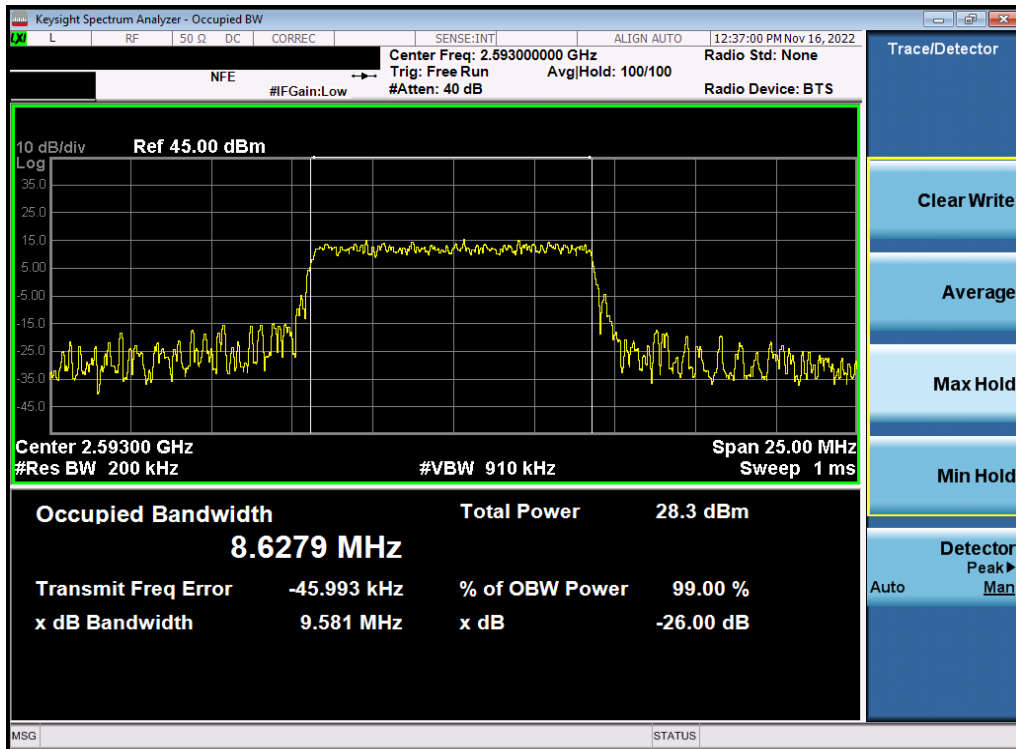 Keysight Spectrum Analyzer - Occupied BW
LXI L RF 50 Ω DC CORREC SENSE:INT ALIGN AUTO 12:37:00 PM Nov 16, 2022
Center Freq: 2.593000000 GHz Radio Std: None
NFE Trig: Free Run Avg|Hold: 100/100
#IFGain:Low #Atten: 40 dB Radio Device: BTS
10 dB/div Ref 45.00 dBm
Log
35.0
25.0
15.0
5.00
-5.00
-15.0
-25.0
-35.0
-45.0
Center 2.59300 GHz Span 25.00 MHz
#Res BW 200 kHz #VBW 910 kHz Sweep 1 ms
Occupied Bandwidth Total Power 28.3 dBm
8.6279 MHz
Transmit Freq Error -45.993 kHz % of OBW Power 99.00 %
x dB Bandwidth 9.581 MHz x dB -26.00 dB
MSG STATUS
Trace/Detector
Clear Write
Average
Max Hold
Min Hold
Detector
Peak▶
Auto Man